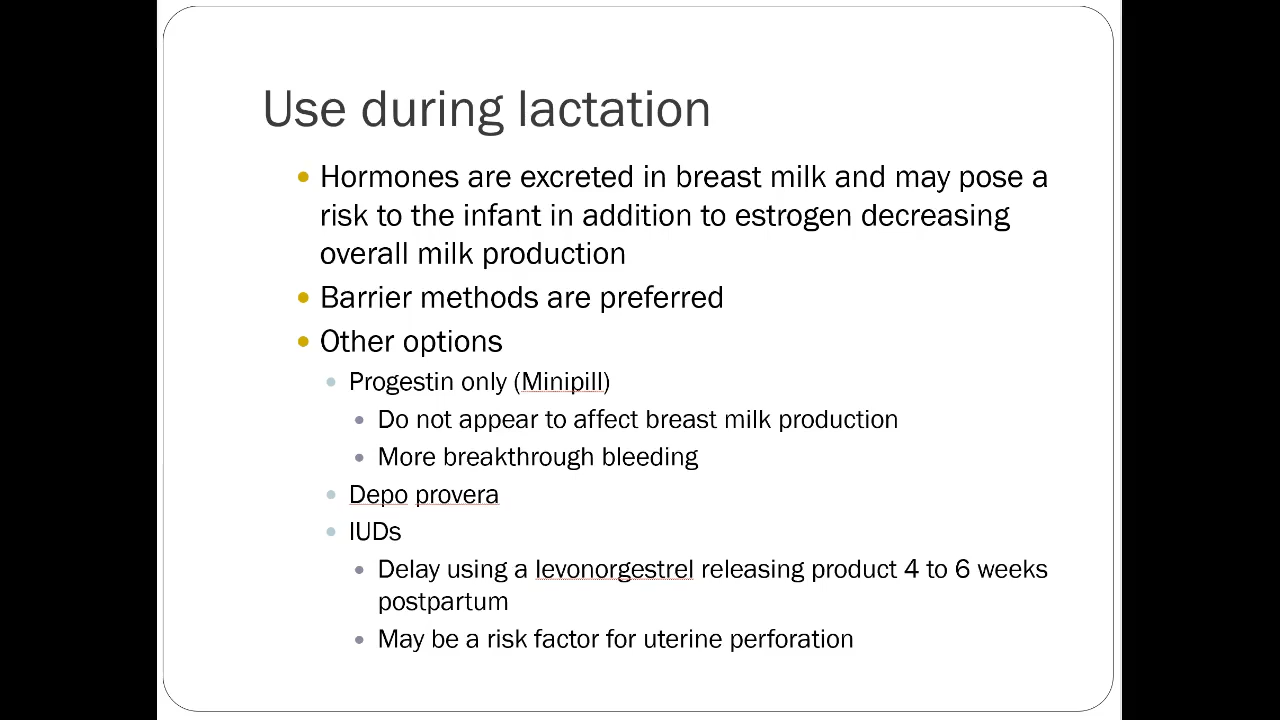 Use during lactation
Hormones are excreted in breast milk and may pose a
risk to the infant in addition to estrogen decreasing
overall milk production
Barrier methods are preferred
Other options
Progestin only (Minipill)
Do not appear to affect breast milk production
More breakthrough bleeding
Depo provera
IUDs
Delay using a levonorgestrel releasing product 4 to 6 weeks
postpartum
May be a risk factor for uterine perforation